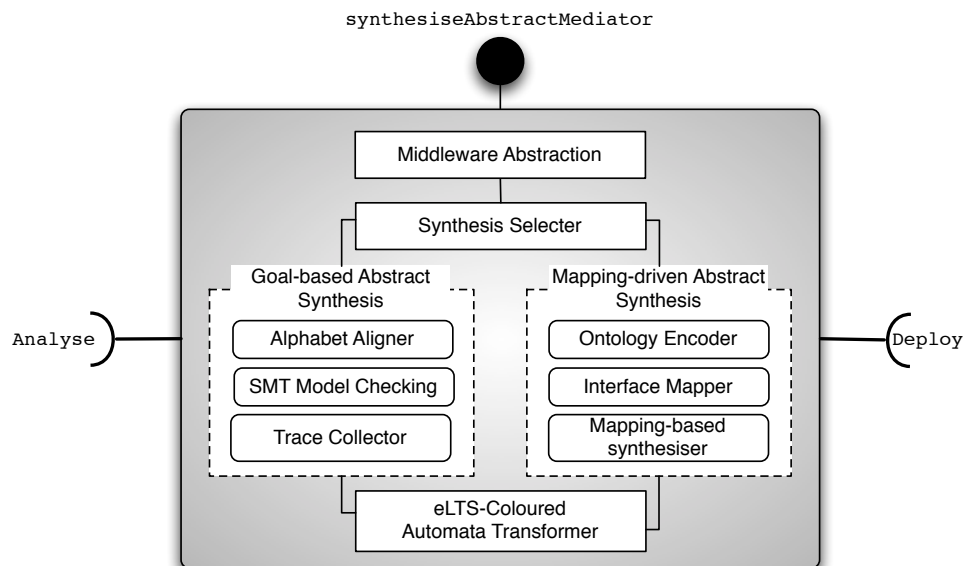 synthesiseAbstractMediator
Middleware Abstraction
Synthesis Selecter
Goal-based Abstract
Synthesis
Mapping-driven Abstract
Synthesis
Analyse
Alphabet Aligner
SMT Model Checking
Trace Collector
Ontology Encoder
Interface Mapper
Mapping-based
synthesiser
Deploy
eLTS-Coloured
Automata Transformer